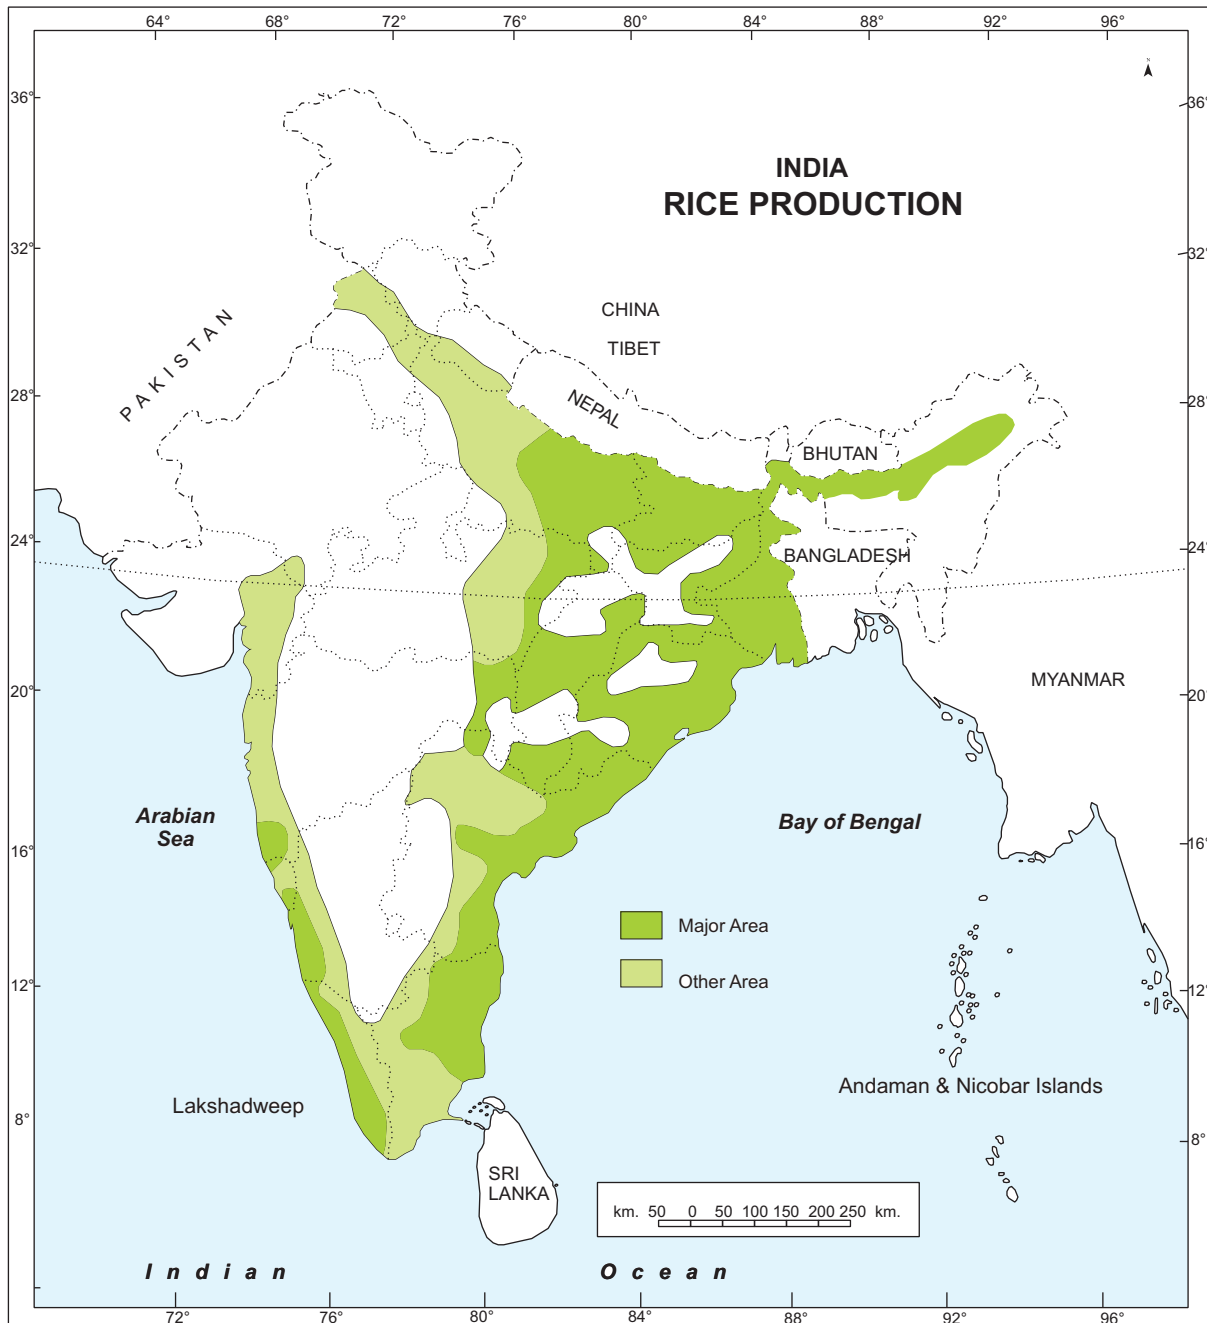 64° 68° 72° 76° 80° 84° 88° 92° 96°
N
36° 36°
INDIA
RICE PRODUCTION
32° 32°
CHINA
TIBET
PAKISTAN
28° 28°
NEPAL
BHUTAN
24° 24°
BANGLADESH
MYANMAR
20° 20°
Arabian
Sea
Bay of Bengal
16° 16°
Major Area
Other Area
12° 12°
Andaman & Nicobar Islands
Lakshadweep
8° 8°
SRI
LANKA
km. 50 0 50 100 150 200 250 km.
Indian Ocean
72° 76° 80° 84° 88° 92° 96°